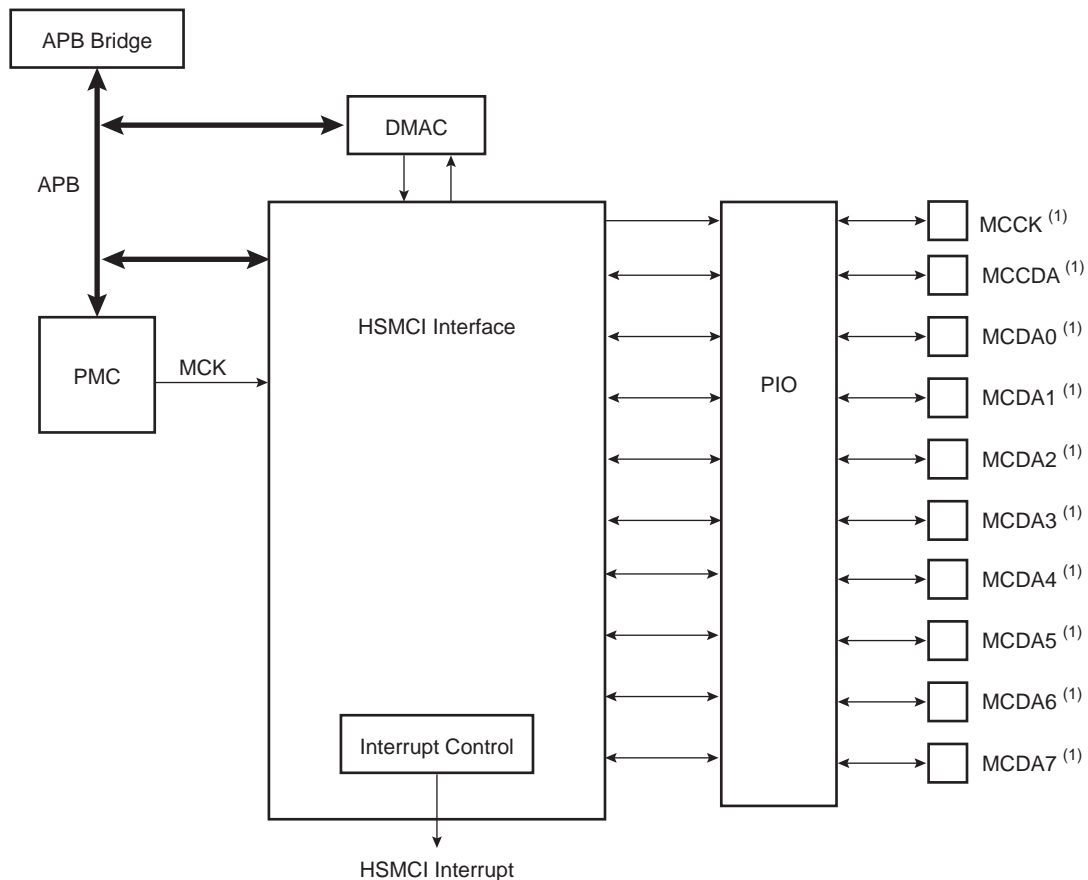 APB Bridge
DMAC
APB
MCCK (1)
MCCDA (1)
HSMCI Interface
MCDA0 (1)
PMC
MCK
PIO
MCDA1 (1)
MCDA2 (1)
MCDA3 (1)
MCDA4 (1)
MCDA5 (1)
MCDA6 (1)
Interrupt Control
MCDA7 (1)
HSMCI Interrupt